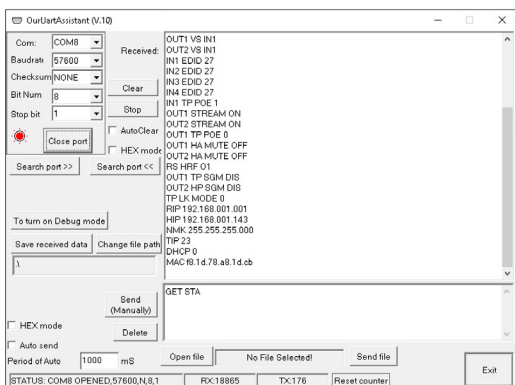 OurUartAssistant (V.10)
Com: COM8
Baudrate 57600
Checksum NONE
Bit Num 8
Stop bit 1
Close port
Received:
Clear
Stop
AutoClear
HEX mode
Search port >>
Search port <<
To turn on Debug mode
Save received data
Change file path
.\
OUT1 VS IN1
OUT2 VS IN1
IN1 EDID 27
IN2 EDID 27
IN3 EDID 27
IN4 EDID 27
IN1 TP POE 1
OUT1 STREAM ON
OUT2 STREAM ON
OUT1 TP POE 0
OUT1 HA MUTE OFF
OUT2 HA MUTE OFF
RS HRF 01
OUT1 TP SGM DIS
OUT2 HP SGM DIS
TP LK MODE 0
RIP 192.168.001.001
HIP 192.168.001.143
NMK 255.255.255.000
TIP 23
DHCP 0
MAC f8.1d.78.a8.1d.cb
Send
(Manually)
GET STA
HEX mode
Delete
Auto send
Period of Auto 1000 mS
Open file
No File Selected!
Send file
Exit
STATUS: COM8 OPENED,57600,N,8,1
RX:18865
TX:176
Reset counter